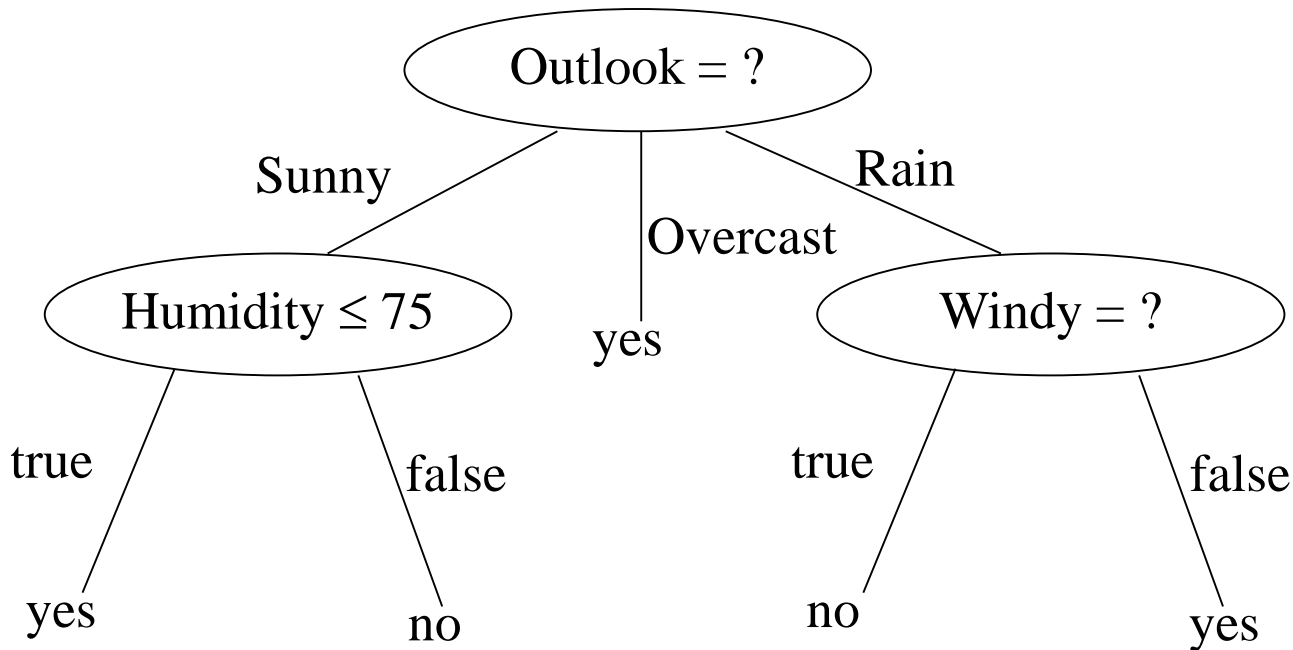 Outlook = ?
Sunny
Rain
Overcast
Humidity ≤ 75
yes
Windy = ?
true
false
true
false
yes
no
no
yes